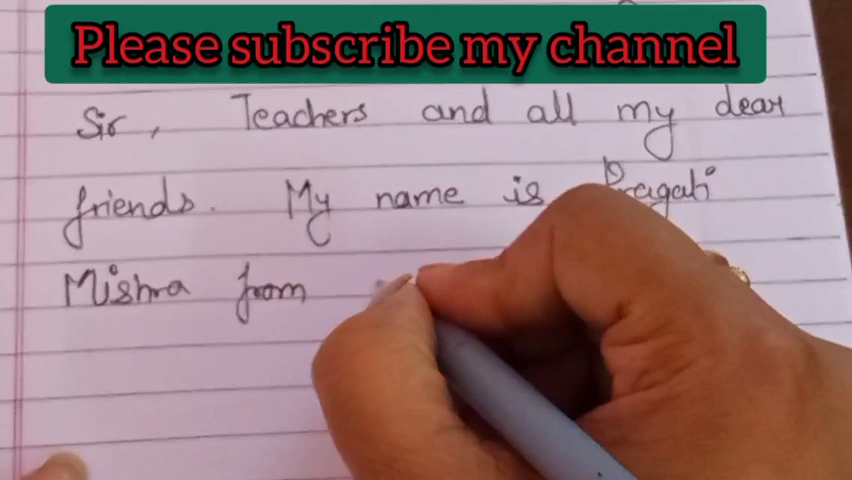 Please subscribe my channel
Sir, Teachers and all my dear
friends. My name is Pragati
Mishra from